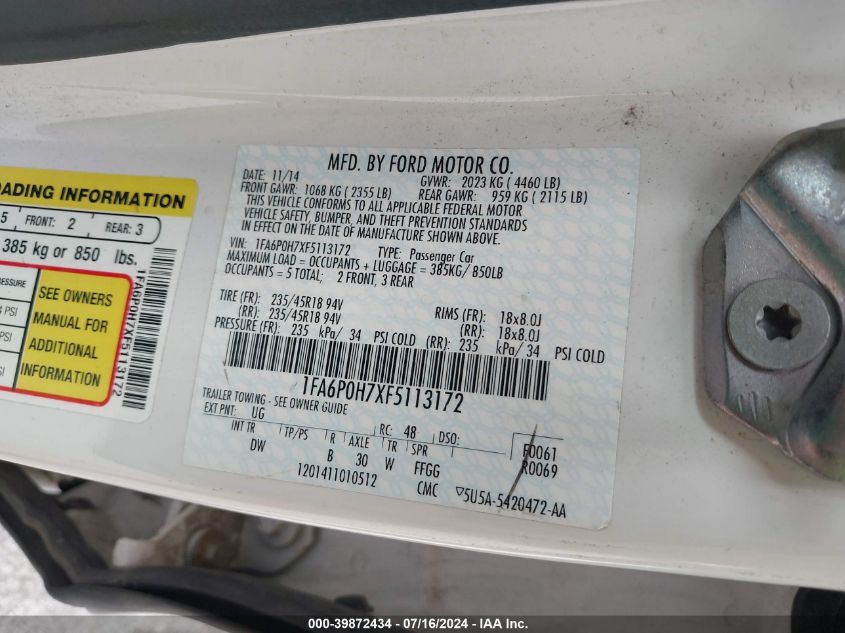 OADING INFORMATION
5 FRONT: 2 REAR: 3
385 kg or 850 lbs.
SEE OWNERS
MANUAL FOR
ADDITIONAL
INFORMATION
PSI
1FA6P0H7XF5113172
MFD. BY FORD MOTOR CO.
DATE: 11/14 GVWR: 2023 KG ( 4460 LB)
FRONT GAWR: 1068 KG ( 2355 LB) REAR GAWR: 959 KG ( 2115 LB)
THIS VEHICLE CONFORMS TO ALL APPLICABLE FEDERAL MOTOR
VEHICLE SAFETY, BUMPER, AND THEFT PREVENTION STANDARDS
IN EFFECT ON THE DATE OF MANUFACTURE SHOWN ABOVE.
VIN: 1FA6P0H7XF5113172 TYPE: Passenger Car
MAXIMUM LOAD = OCCUPANTS + LUGGAGE = 385KG/ 850LB
OCCUPANTS = 5 TOTAL; 2 FRONT, 3 REAR
TIRE (FR): 235/45R18 94V RIMS (FR): 18x8.0J
(RR): 235/45R18 94V (RR): 18x8.0J
PRESSURE (FR): 235 kPa/ 34 PSI COLD (RR): 235 kPa/ 34 PSI COLD
1FA6P0H7XF5113172
TRAILER TOWING - SEE OWNER GUIDE
EXT PNT: UG RC: 48 DSO:
INT TR TP/PS R AXLE TR SPR F0061
DW B 30 W FFGG R0069
1201411010512 CMC ▽5U5A-5420472-AA
000-39872434 / 07/16/2024 - IAA Inc.